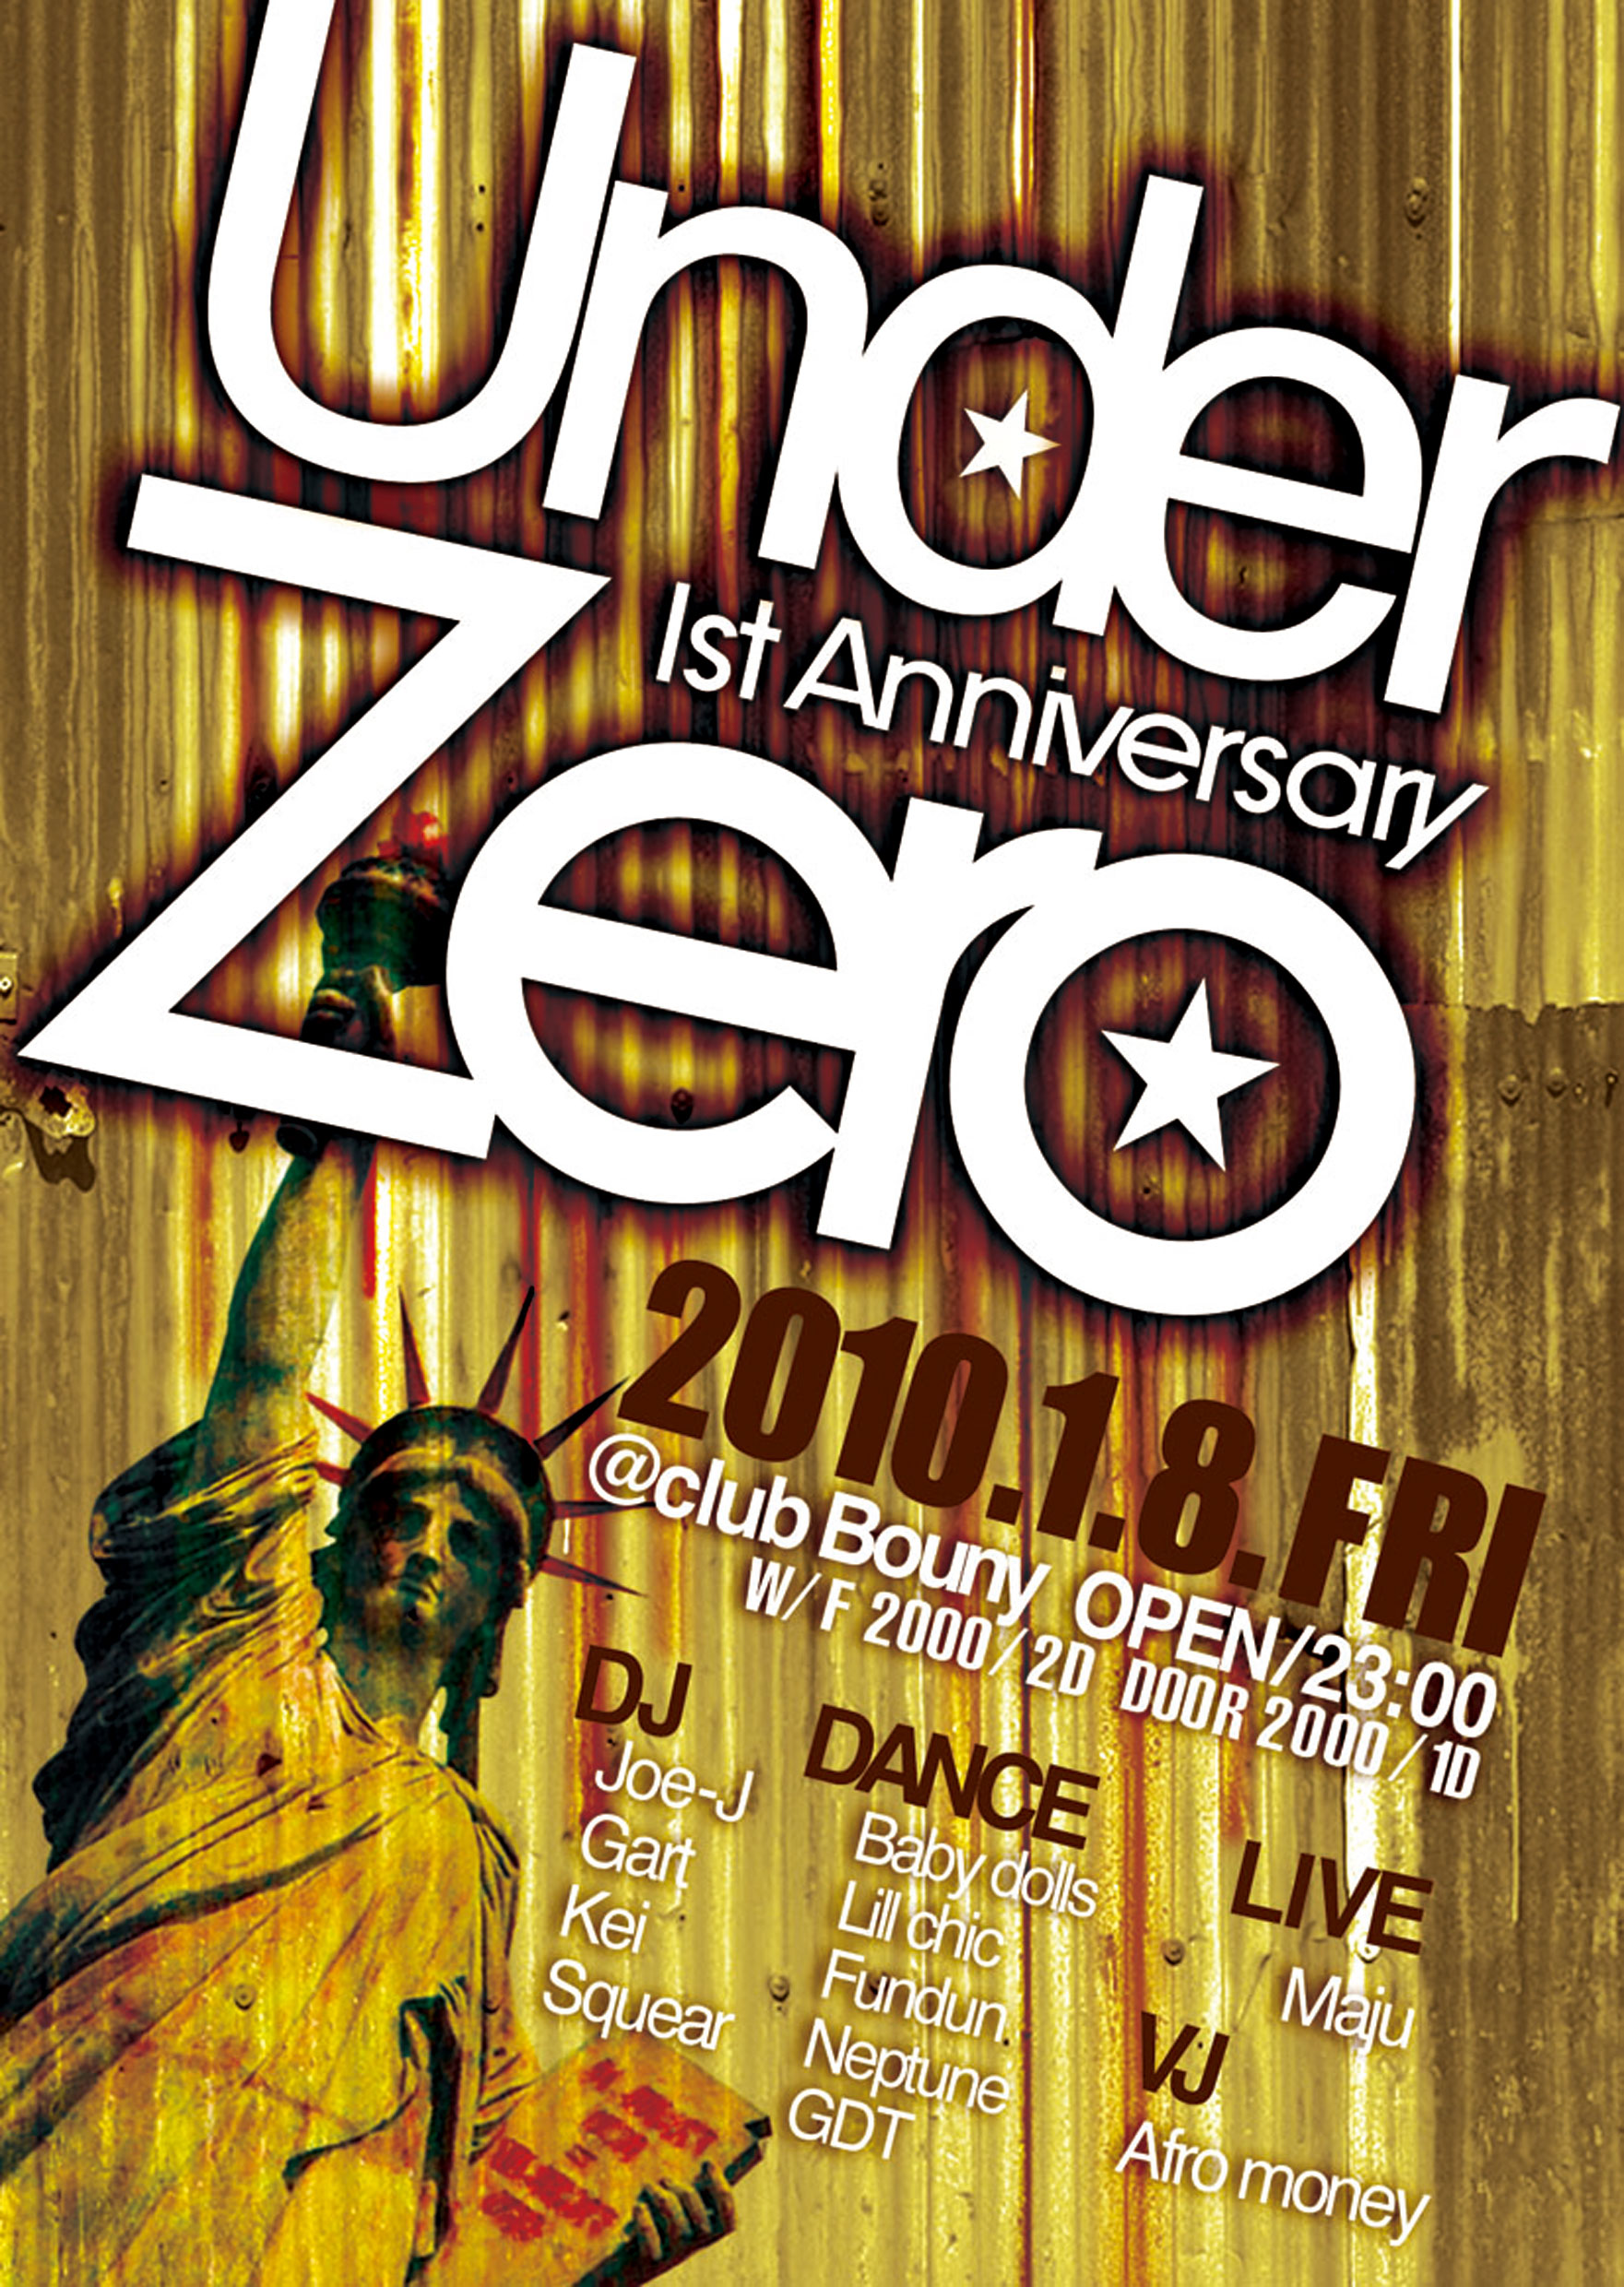 Under
1st Anniversary
Zero
2010.1.8.FRI
@club Bouny OPEN/23:00
W/F 2000/2D DOOR 2000/1D
DJ
Joe-J
Gart
Kei
Squear
DANCE
Baby dolls
Lill chic
Fundun.
Neptune
GDT
LIVE
Maju
VJ
Afro money